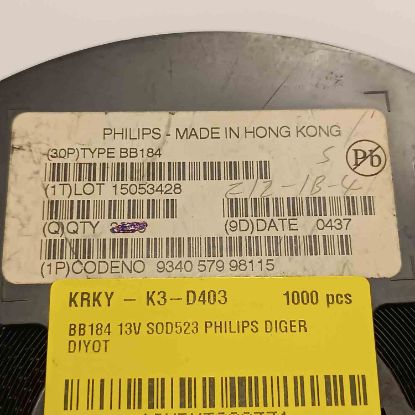 PHILIPS - MADE IN HONG KONG
(30P)TYPE BB184
Pb
(1T)LOT 15053428
(Q)QTY
(9D)DATE 0437
(1P)CODENO 9340 579 98115
KRKY - K3-D403 1000 pcs
BB184 13V SOD523 PHILIPS DIGER
DIYOT